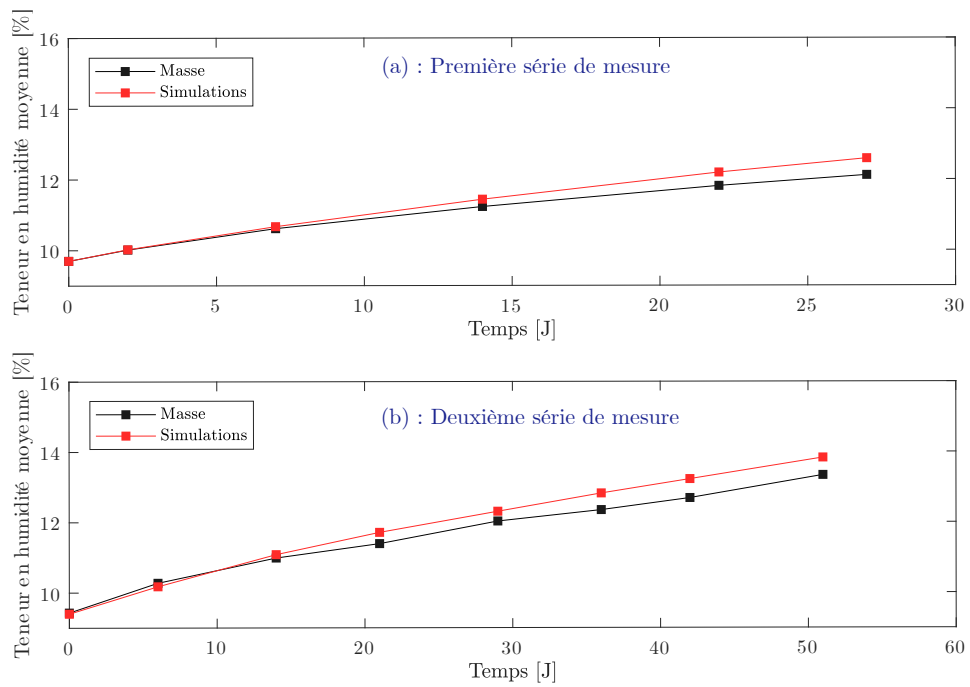 Teneur en humidité moyenne [%]
16
14
12
10
Masse
Simulations
(a) : Première série de mesure
0 5 10 15 20 25 30
Temps [J]
Teneur en humidité moyenne [%]
16
14
12
10
Masse
Simulations
(b) : Deuxième série de mesure
0 10 20 30 40 50 60
Temps [J]